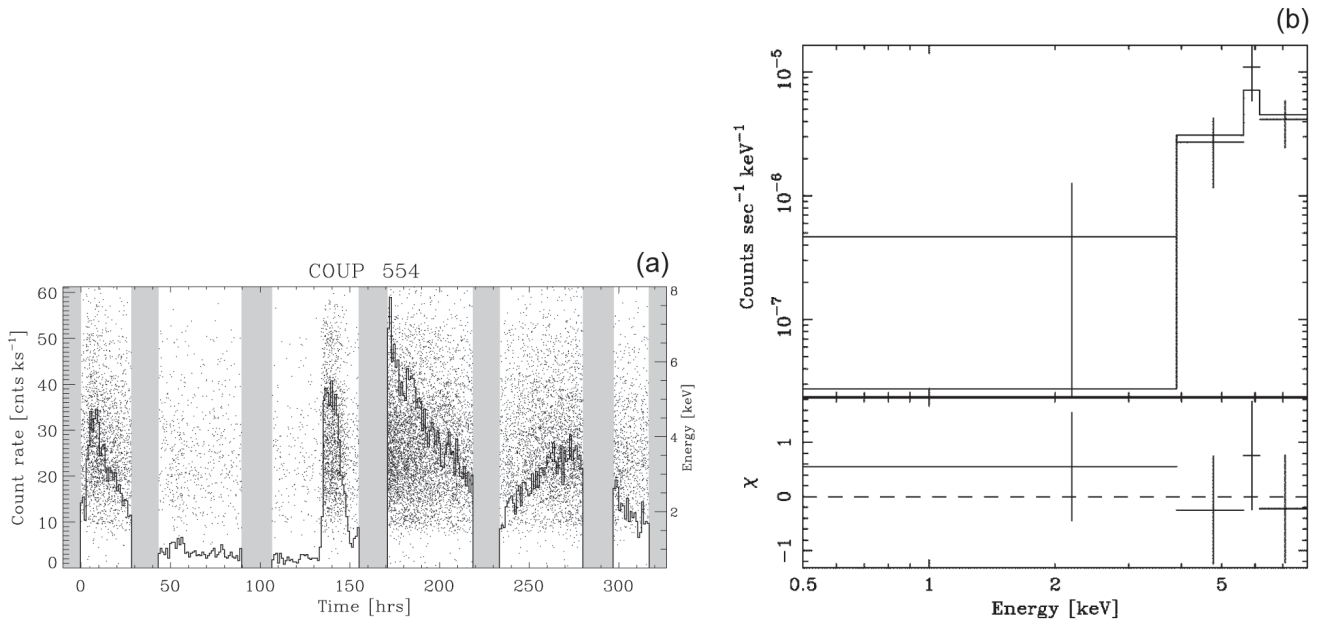 (a)
COUP 554
Count rate [cnts ks⁻¹]
60
50
40
30
20
10
0
8
6
4
2
Energy [keV]
0 50 100 150 200 250 300
Time [hrs]
(b)
Counts sec⁻¹ keV⁻¹
10⁻⁵
10⁻⁶
10⁻⁷
χ
1
0
-1
0.5 1 2 5
Energy [keV]